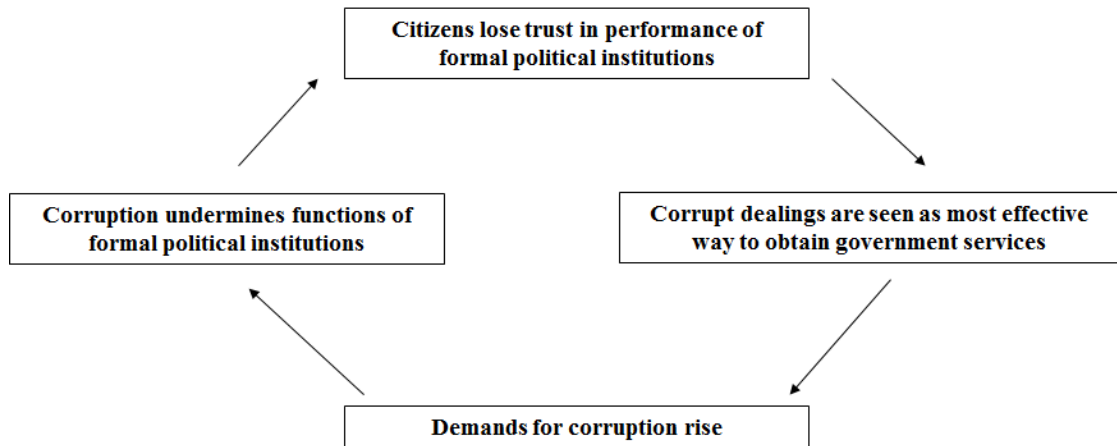 Citizens lose trust in performance of
formal political institutions
Corruption undermines functions of
formal political institutions
Corrupt dealings are seen as most effective
way to obtain government services
Demands for corruption rise